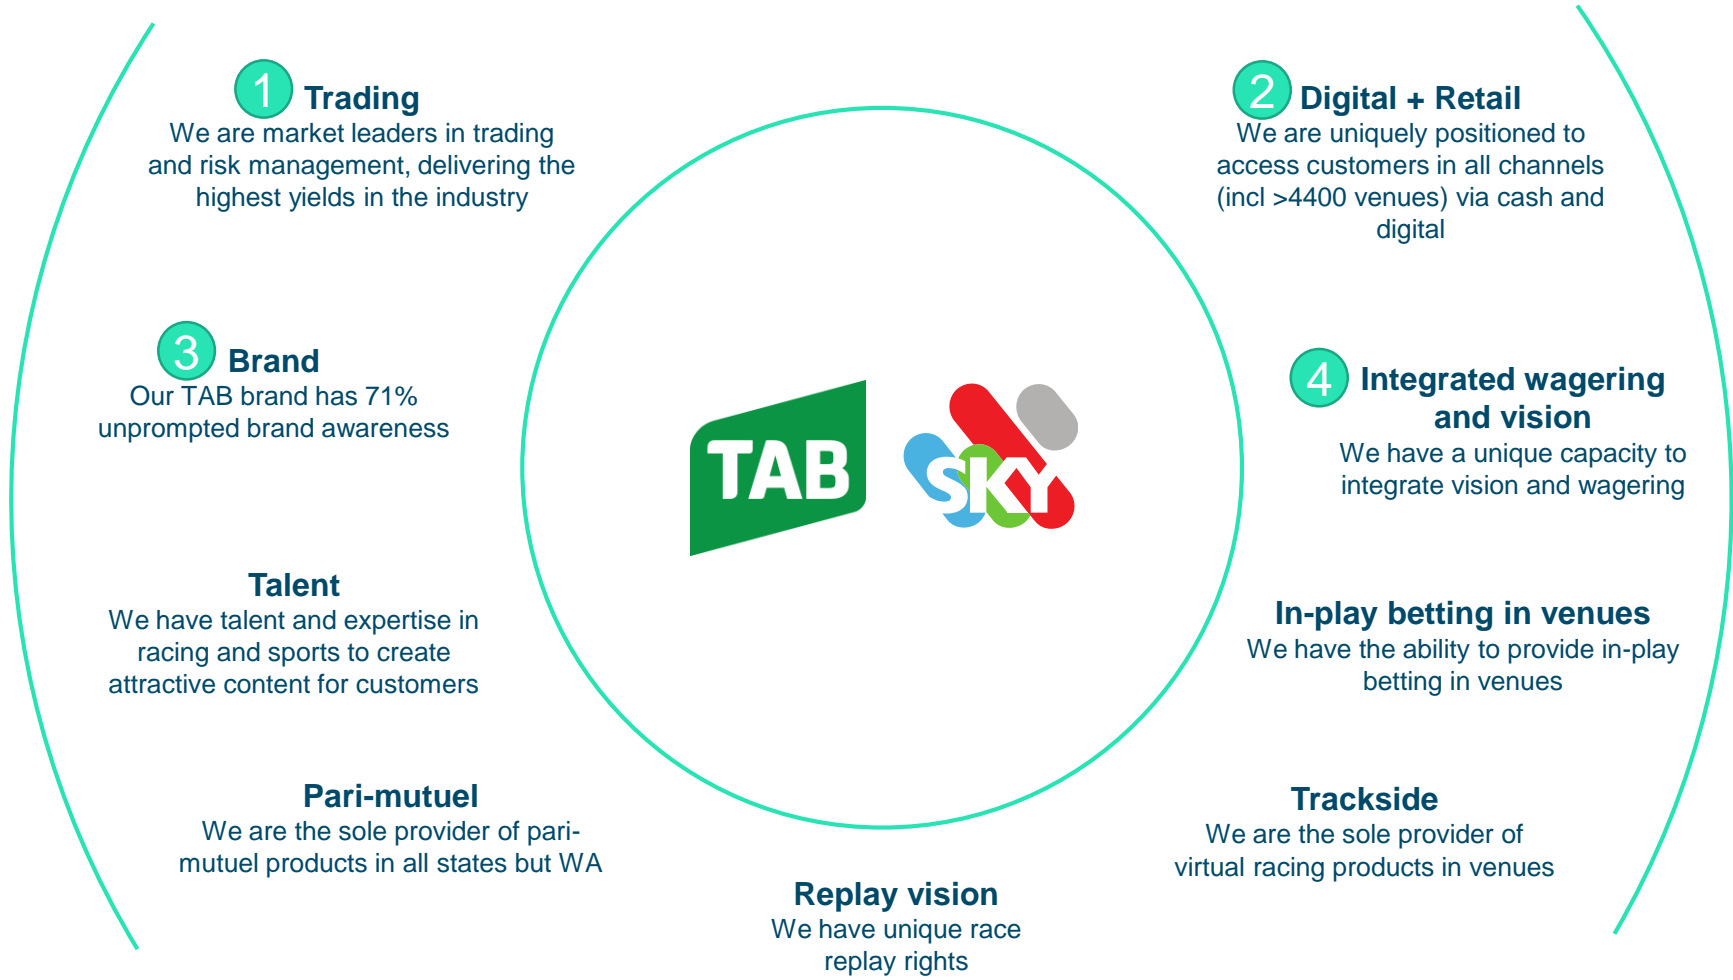 1 Trading
We are market leaders in trading
and risk management, delivering the
highest yields in the industry
2 Digital + Retail
We are uniquely positioned to
access customers in all channels
(incl >4400 venues) via cash and
digital
3 Brand
Our TAB brand has 71%
unprompted brand awareness
TAB
SKY
4 Integrated wagering
and vision
We have a unique capacity to
integrate vision and wagering
Talent
We have talent and expertise in
racing and sports to create
attractive content for customers
In-play betting in venues
We have the ability to provide in-play
betting in venues
Pari-mutuel
We are the sole provider of pari-
mutuel products in all states but WA
Trackside
We are the sole provider of
virtual racing products in venues
Replay vision
We have unique race
replay rights